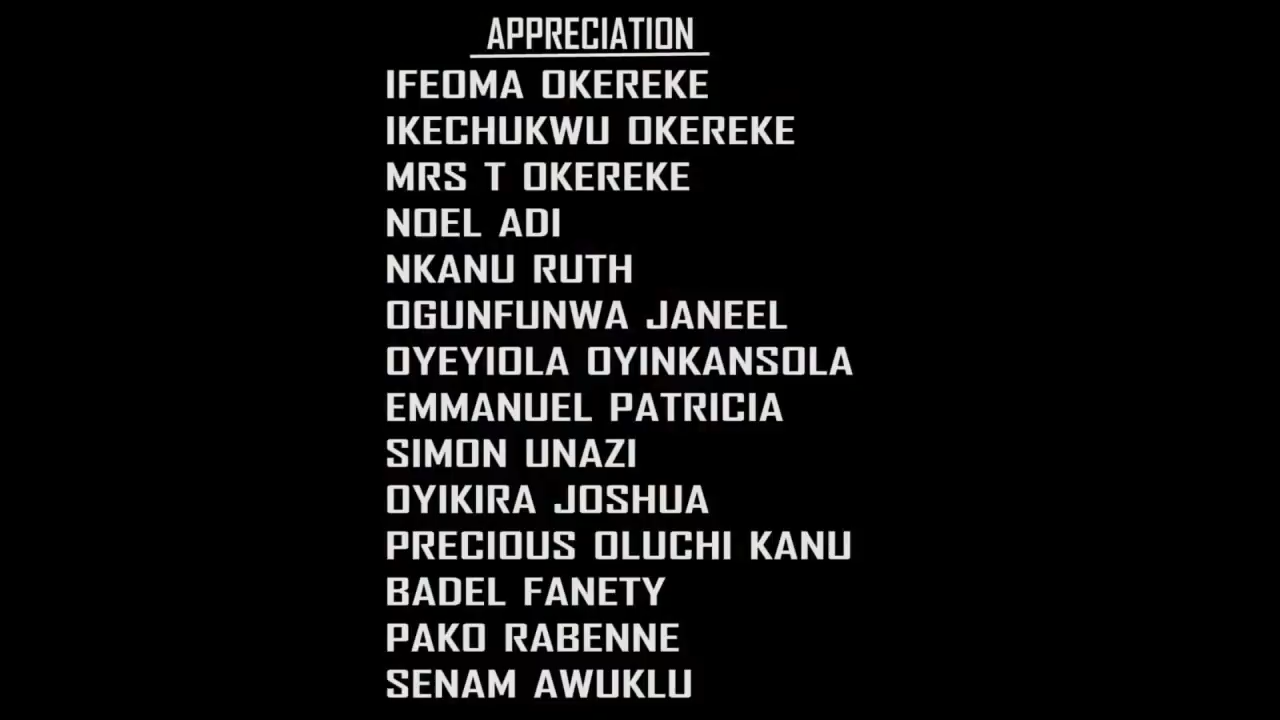 APPRECIATION
IFEOMA OKEREKE
IKECHUKWU OKEREKE
MRS T OKEREKE
NOEL ADI
NKANU RUTH
OGUNFUNWA JANEEL
OYEYIOLA OYINKANSOLA
EMMANUEL PATRICIA
SIMON UNAZI
OYIKIRA JOSHUA
PRECIOUS OLUCHI KANU
BADEL FANETY
PAKO RABENNE
SENAM AWUKLU